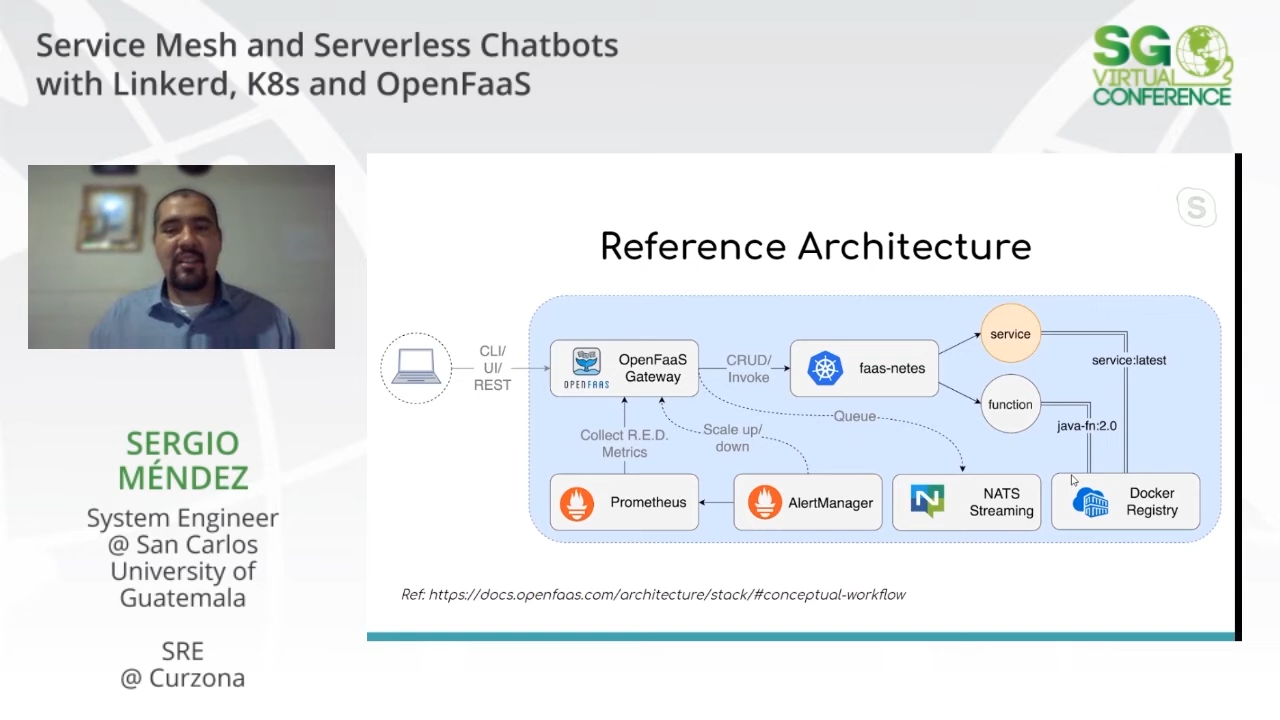 Service Mesh and Serverless Chatbots
with Linkerd, K8s and OpenFaaS
SG
VIRTUAL
CONFERENCE
S
Reference Architecture
CLI/
UI/
REST
OPENFAAS
OpenFaaS
Gateway
CRUD/
Invoke
faas-netes
service
service:latest
function
java-fn:2.0
Queue
Collect R.E.D.
Metrics
Scale up/
down
Prometheus
AlertManager
N
NATS
Streaming
Docker
Registry
Ref: https://docs.openfaas.com/architecture/stack/#conceptual-workflow
SERGIO
MÉNDEZ
System Engineer
@ San Carlos
University of
Guatemala
SRE
@ Curzona